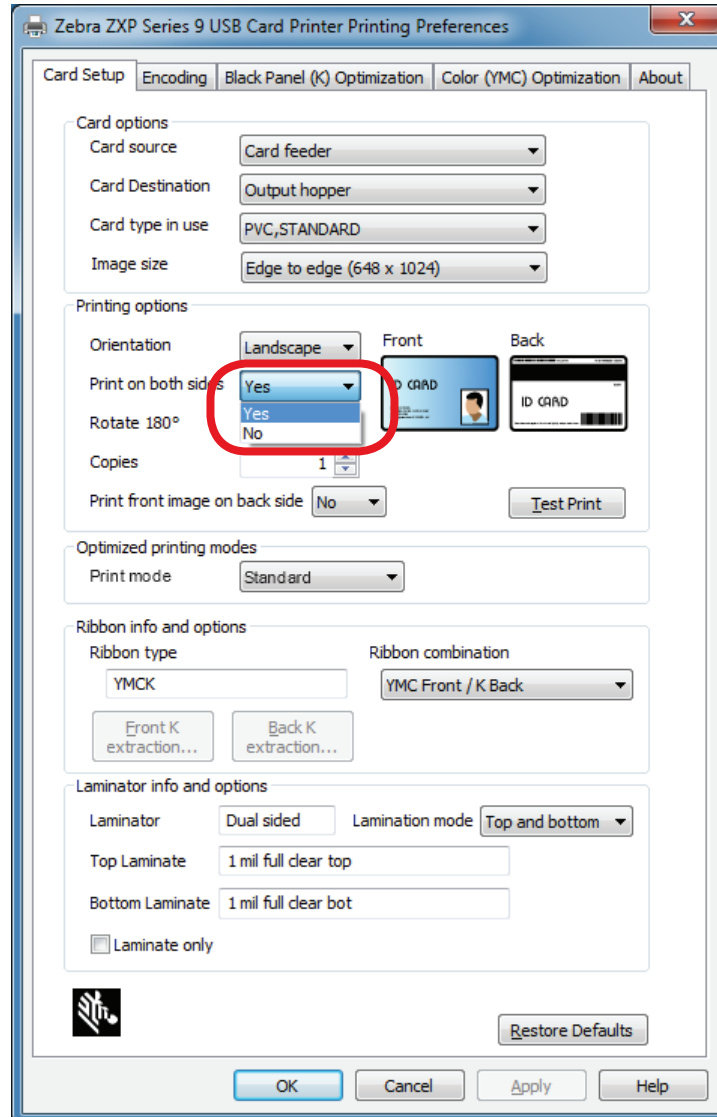 Zebra ZXP Series 9 USB Card Printer Printing Preferences
Card Setup Encoding Black Panel (K) Optimization Color (YMC) Optimization About
Card options
Card source Card feeder
Card Destination Output hopper
Card type in use PVC,STANDARD
Image size Edge to edge (648 x 1024)
Printing options
Orientation Landscape Front Back
Print on both sides Yes
ID CARD ID CARD
Rotate 180° Yes
No
Copies 1
Print front image on back side No Test Print
Optimized printing modes
Print mode Standard
Ribbon info and options
Ribbon type Ribbon combination
YMCK YMC Front / K Back
Front K extraction... Back K extraction...
Laminator info and options
Laminator Dual sided Lamination mode Top and bottom
Top Laminate 1 mil full clear top
Bottom Laminate 1 mil full clear bot
Laminate only
Restore Defaults
OK Cancel Apply Help